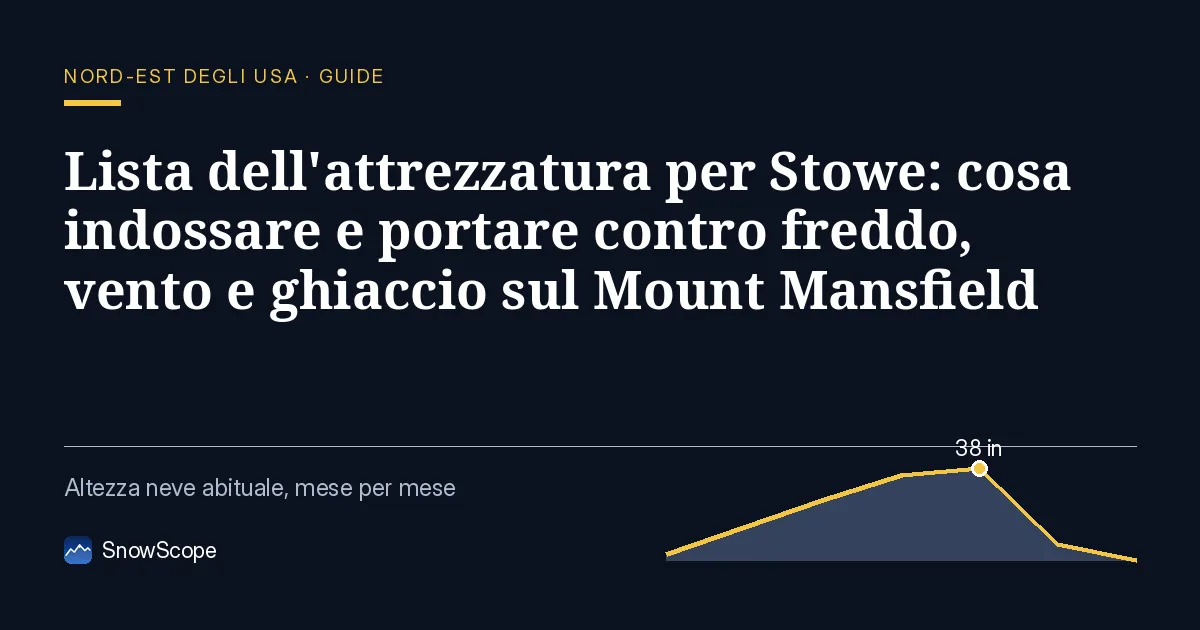 NORD-EST DEGLI USA · GUIDE
Lista dell'attrezzatura per Stowe: cosa
indossare e portare contro freddo,
vento e ghiaccio sul Mount Mansfield
38 in
Altezza neve abituale, mese per mese
SnowScope